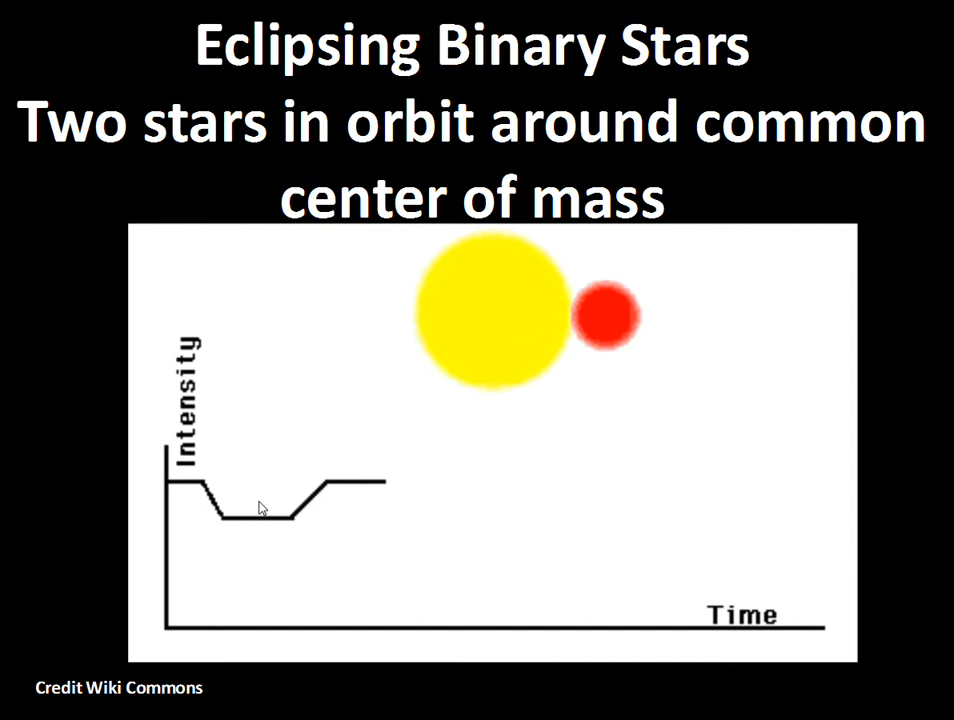 Eclipsing Binary Stars
Two stars in orbit around common
center of mass
Intensity
Time
Credit Wiki Commons